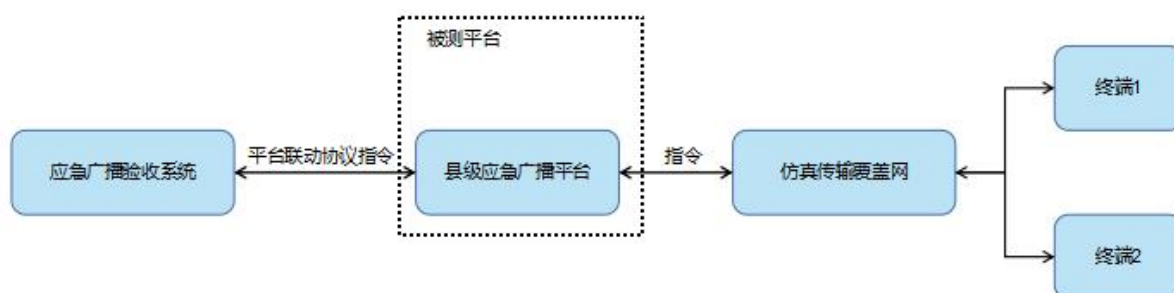 被测平台
终端1
应急广播验收系统
平台联动协议指令
县级应急广播平台
指令
仿真传输覆盖网
终端2